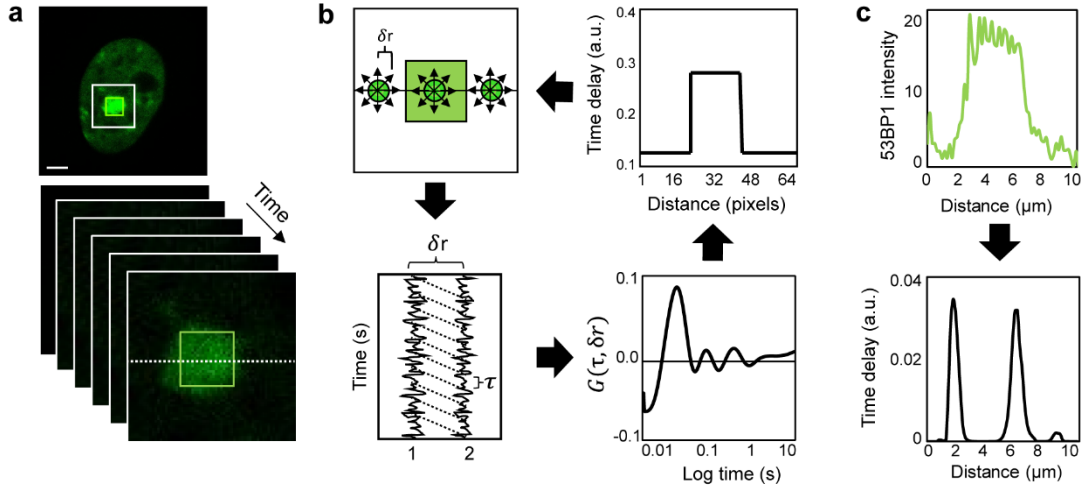 a
Time
b
δr
δr
Time (s)
τ
1 2
Time delay (a.u.)
0.4
0.3
0.2
0.1
1 16 32 48 64
Distance (pixels)
G(τ, δr)
0.1
0.0
-0.1
0.01 0.1 1 10
Log time (s)
c
53BP1 intensity
20
10
0
0 2 4 6 8 10
Distance (μm)
Time delay (a.u.)
0.04
0.02
0
0 2 4 6 8 10
Distance (μm)